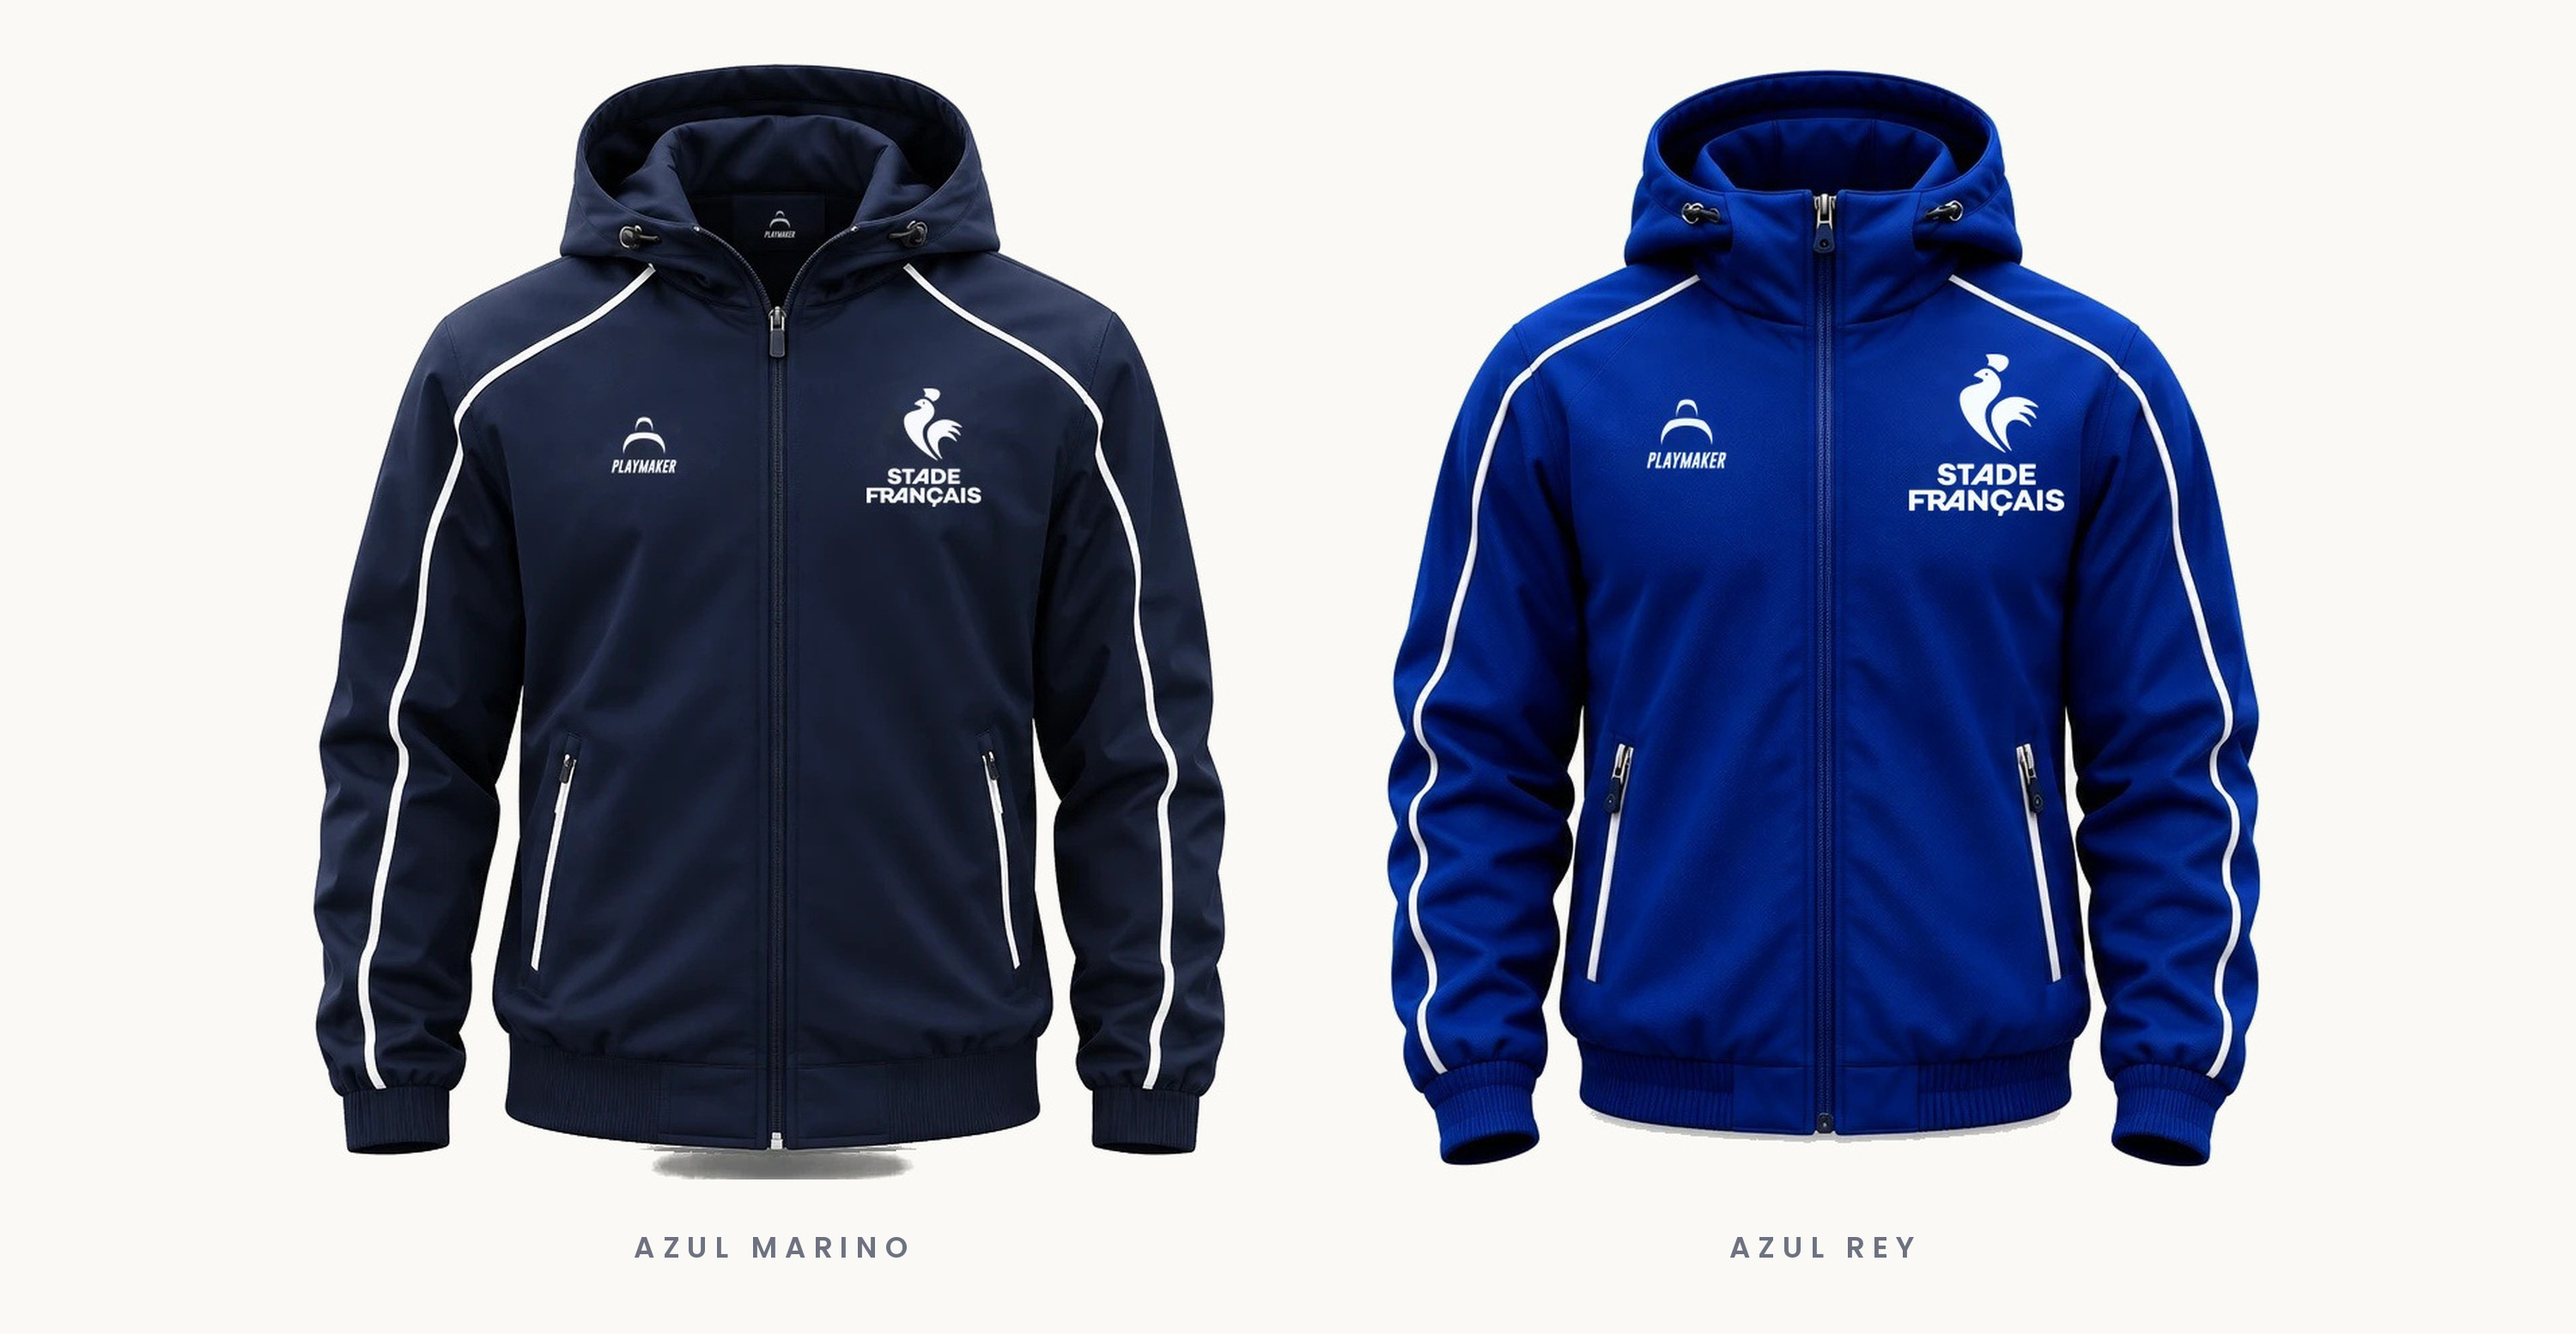 PLAYMAKER
PLAYMAKER
STADE
FRANÇAIS
AZUL MARINO
PLAYMAKER
STADE
FRANÇAIS
AZUL REY